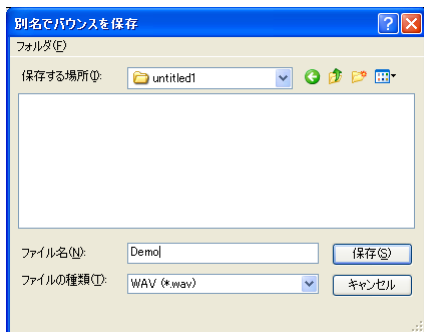 別名でバウンスを保存
フォルダ(F)
保存する場所(I): untitled1
ファイル名(N): Demo 保存(S)
ファイルの種類(T): WAV (*.wav) キャンセル